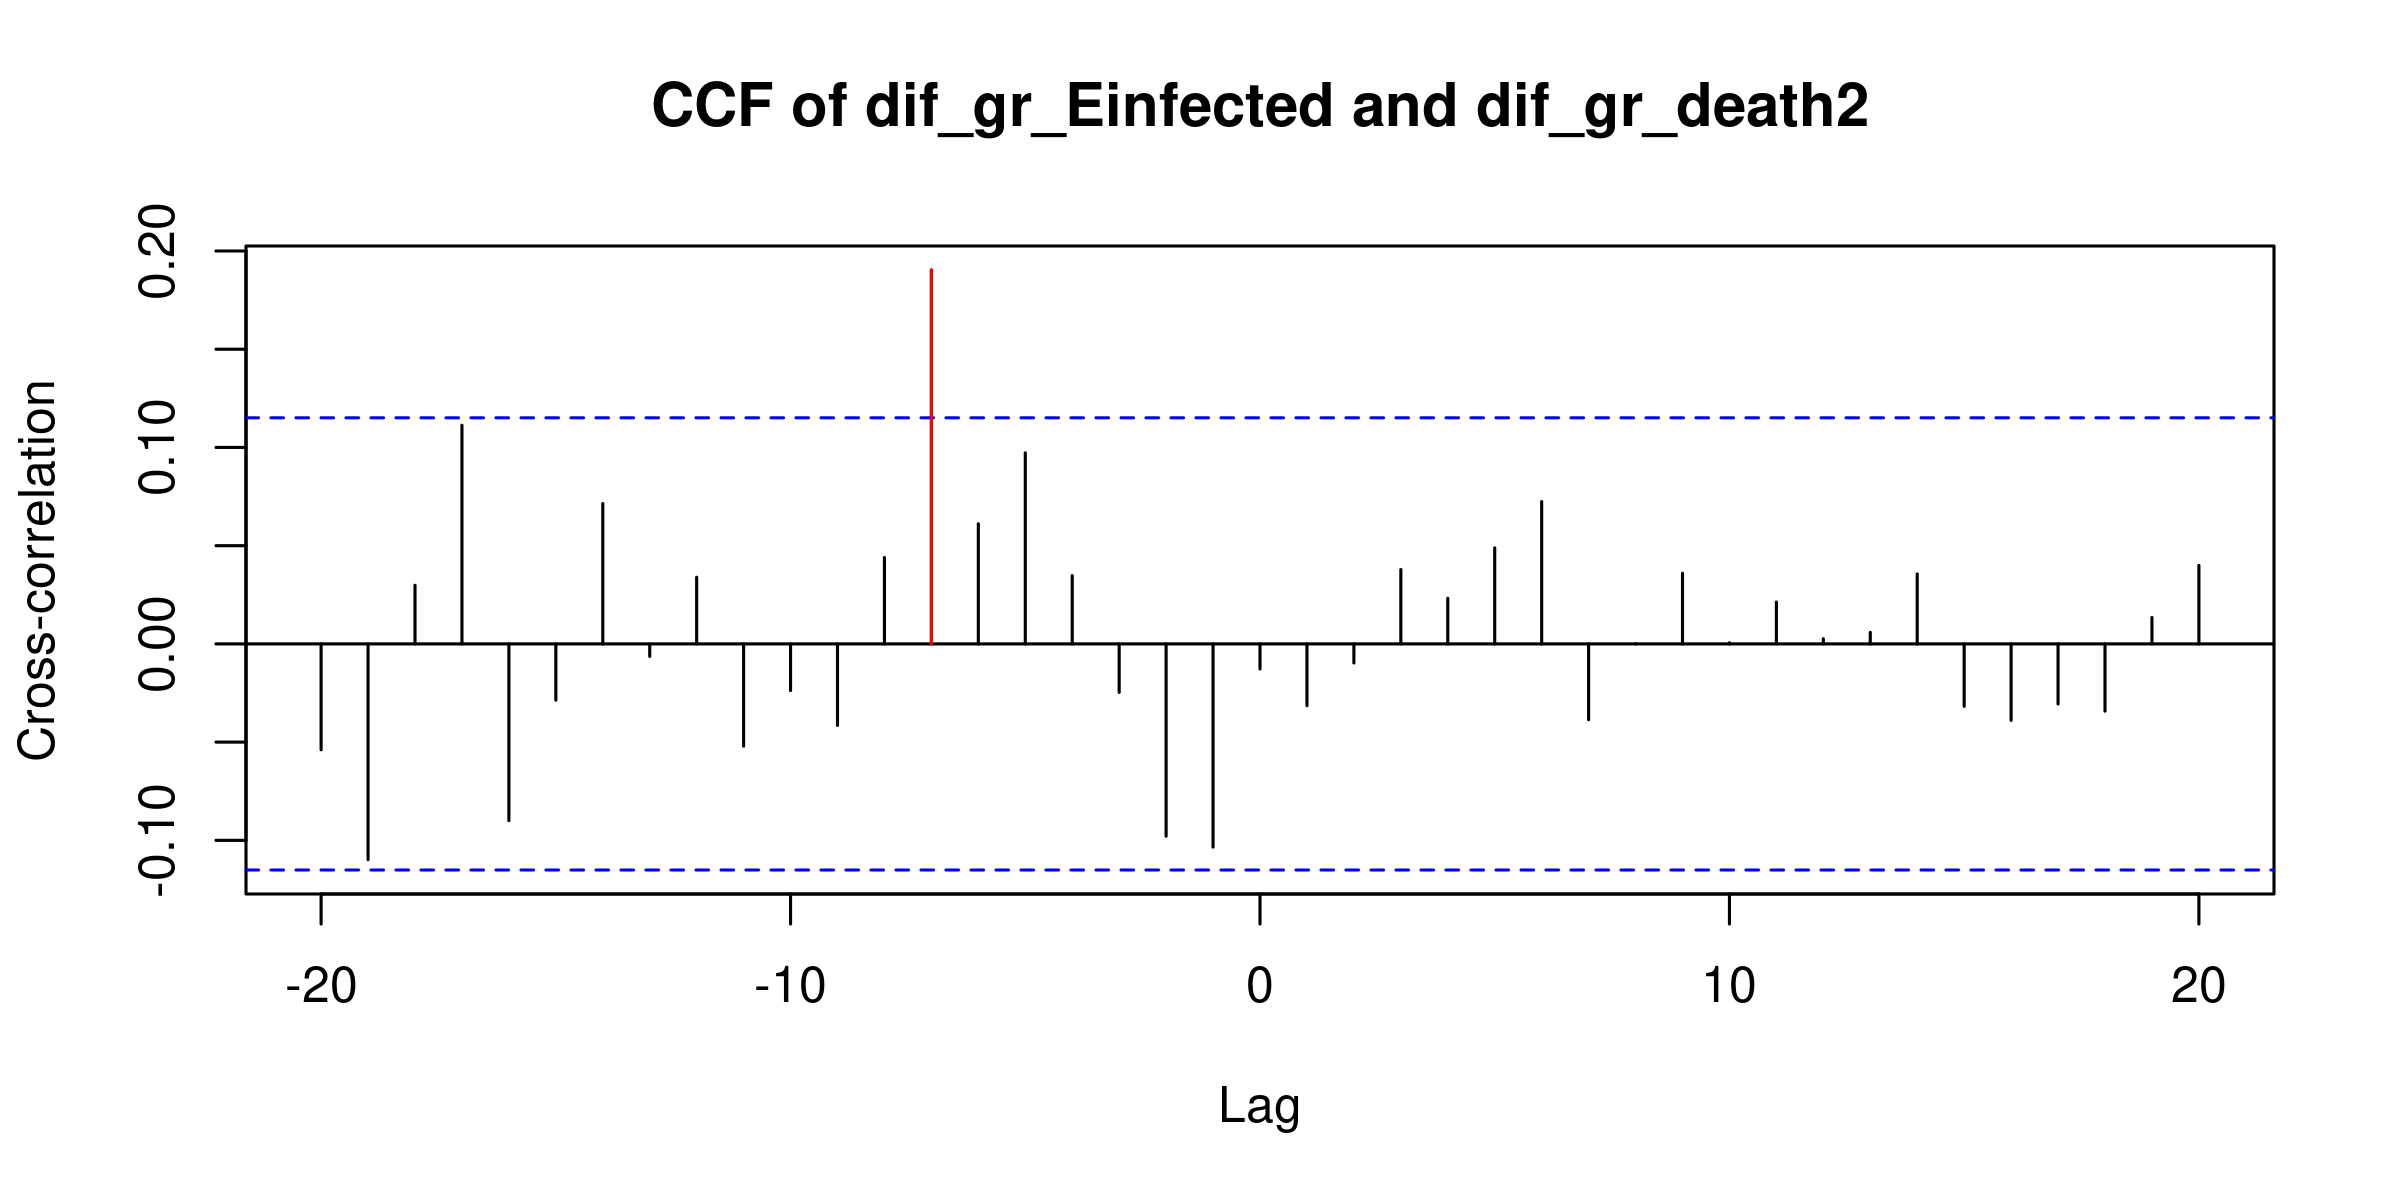 CCF of dif_gr_Einfected and dif_gr_death2
Cross-correlation
0.20
0.10
0.00
-0.10
-20 -10 0 10 20
Lag